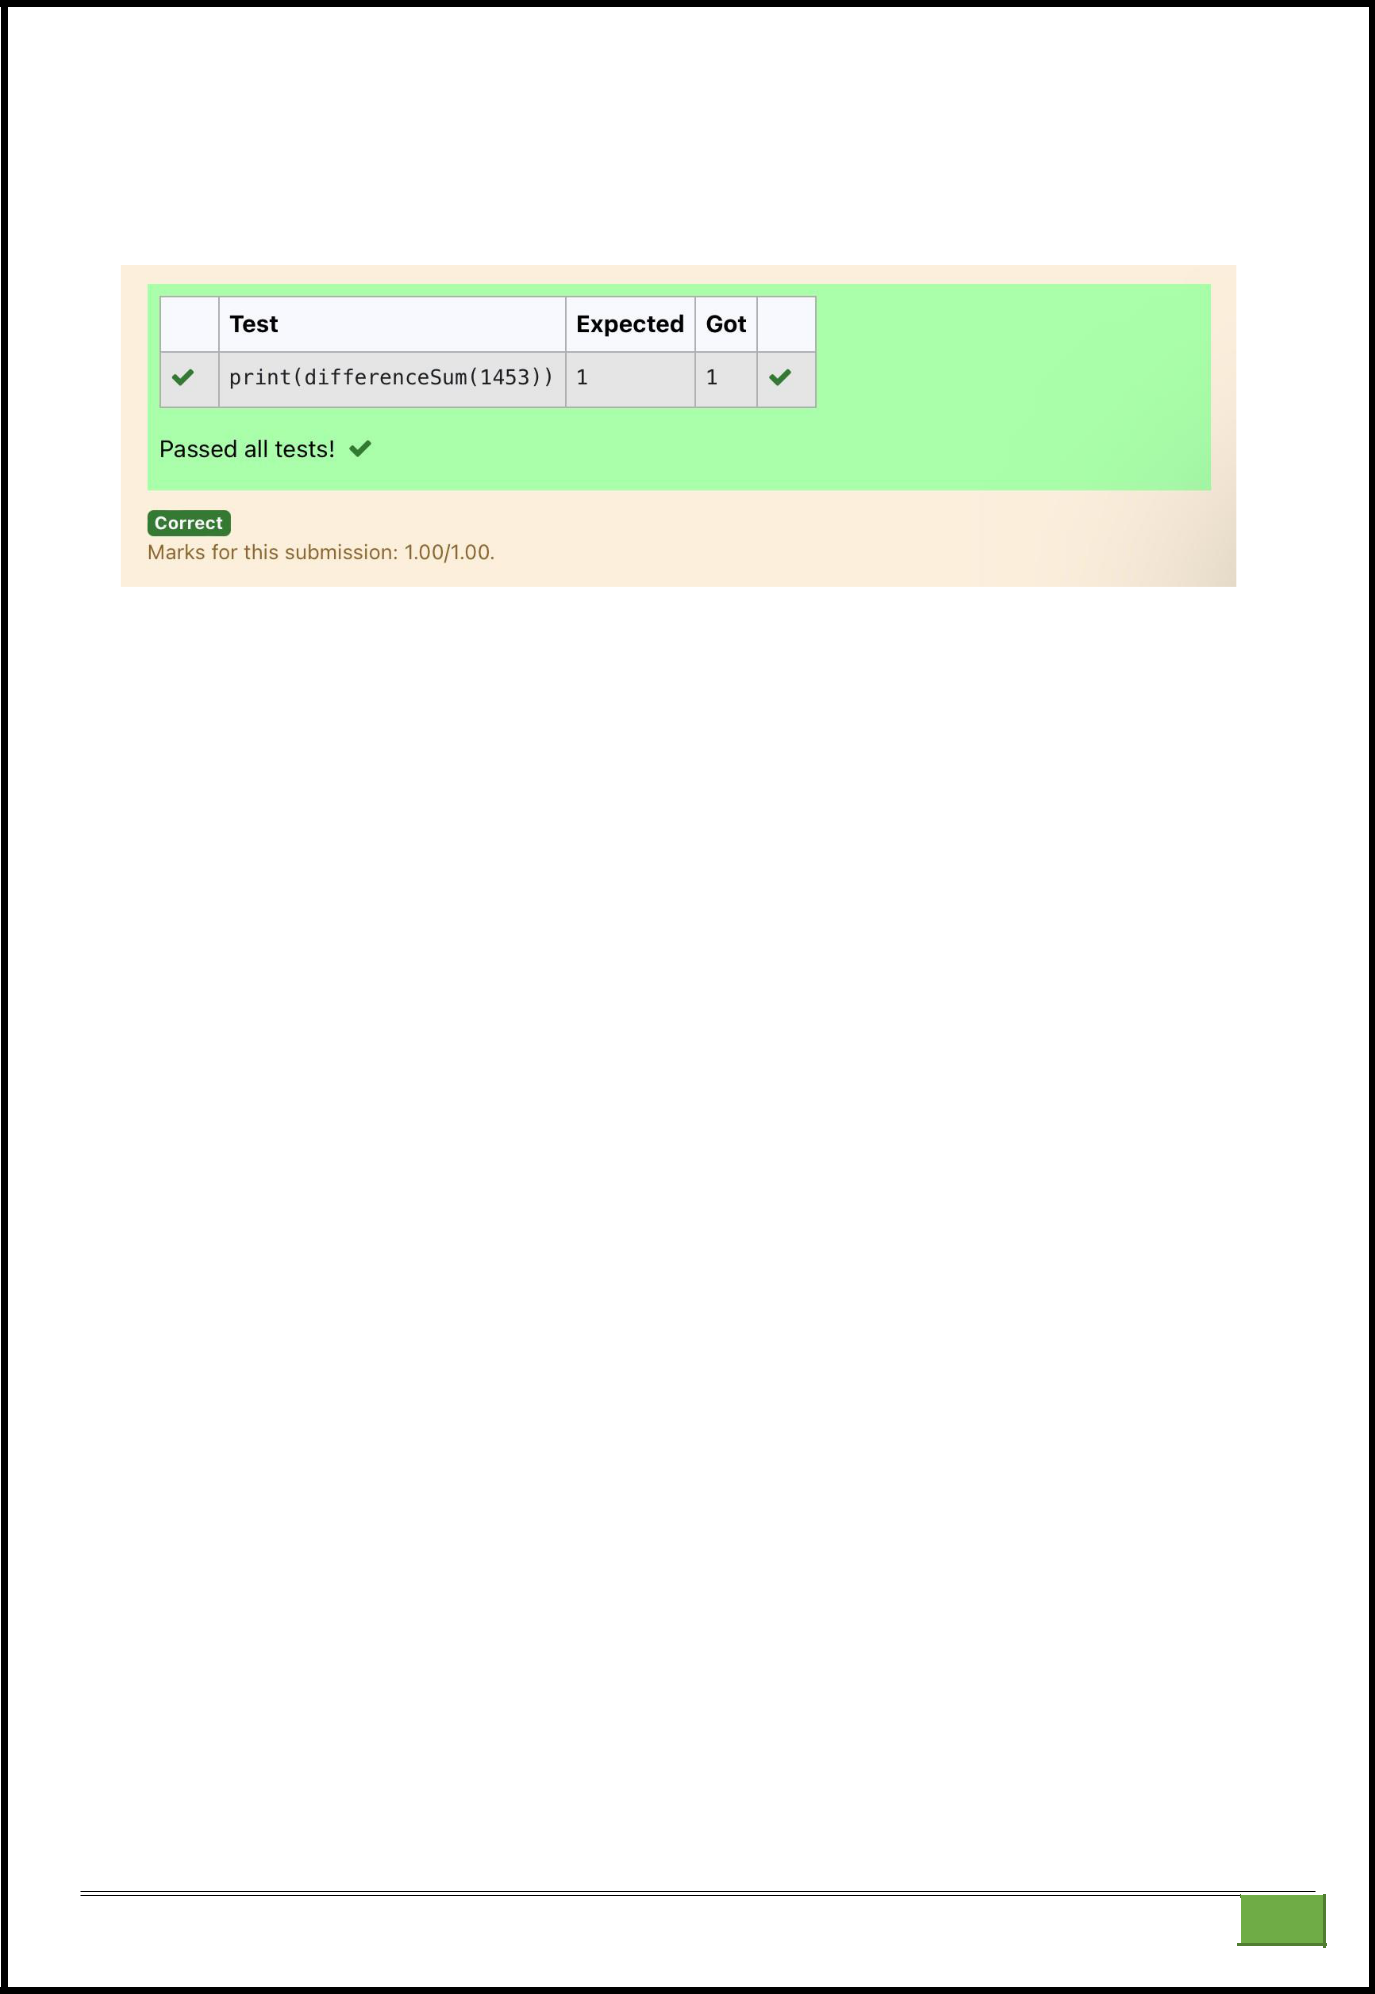 Test Expected Got
print(differenceSum(1453)) 1 1
Passed all tests!
Correct
Marks for this submission: 1.00/1.00.